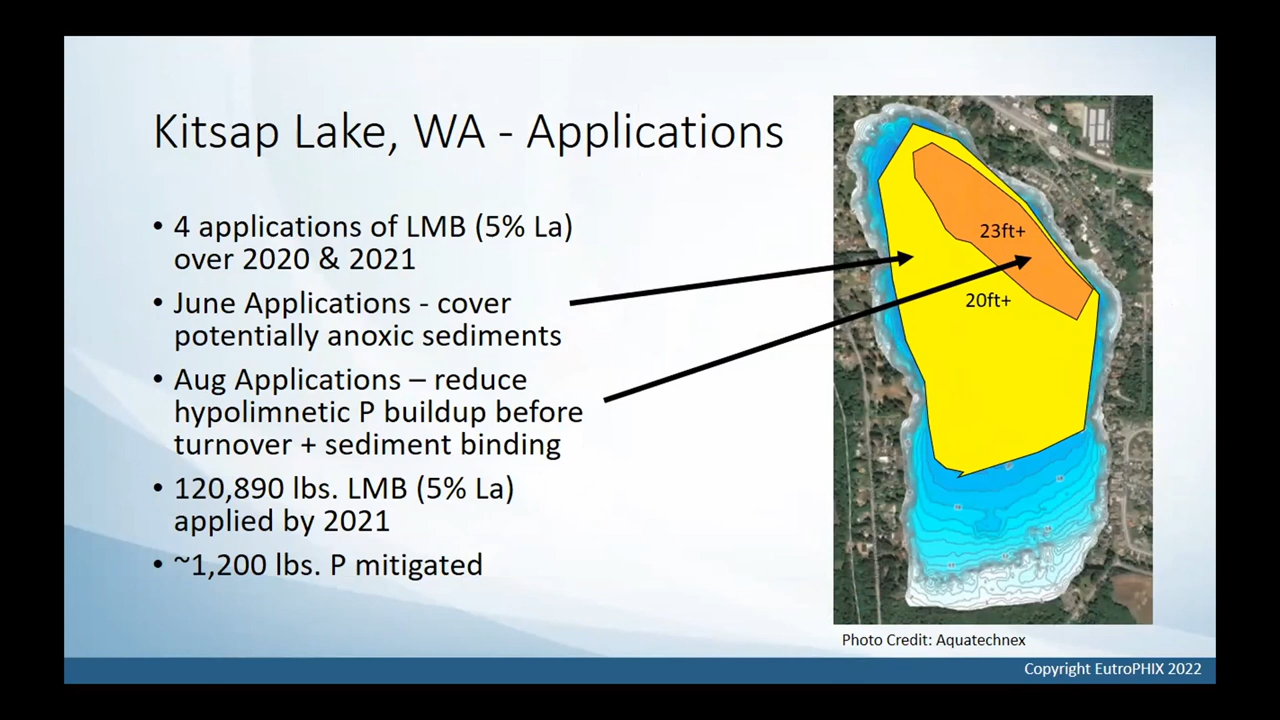 Kitsap Lake, WA - Applications
• 4 applications of LMB (5% La)
over 2020 & 2021
• June Applications - cover
potentially anoxic sediments
• Aug Applications – reduce
hypolimnetic P buildup before
turnover + sediment binding
• 120,890 lbs. LMB (5% La)
applied by 2021
• ~1,200 lbs. P mitigated
23ft+
20ft+
Photo Credit: Aquatechnex
Copyright EutroPHIX 2022